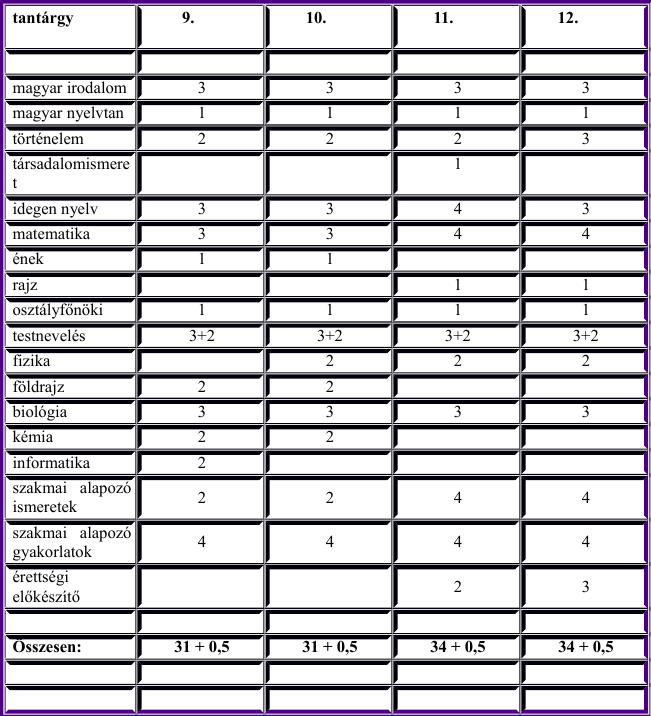 tantárgy 9. 10. 11. 12.
magyar irodalom 3 3 3 3
magyar nyelvtan 1 1 1 1
történelem 2 2 2 3
társadalomismere 1
t
idegen nyelv 3 3 4 3
matematika 3 3 4 4
ének 1 1
rajz 1 1
osztályfőnöki 1 1 1 1
testnevelés 3+2 3+2 3+2 3+2
fizika 2 2 2
földrajz 2 2
biológia 3 3 3 3
kémia 2 2
informatika 2
szakmai alapozó
ismeretek 2 2 4 4
szakmai alapozó
gyakorlatok 4 4 4 4
érettségi
előkészítő 2 3
Összesen: 31 + 0,5 31 + 0,5 34 + 0,5 34 + 0,5